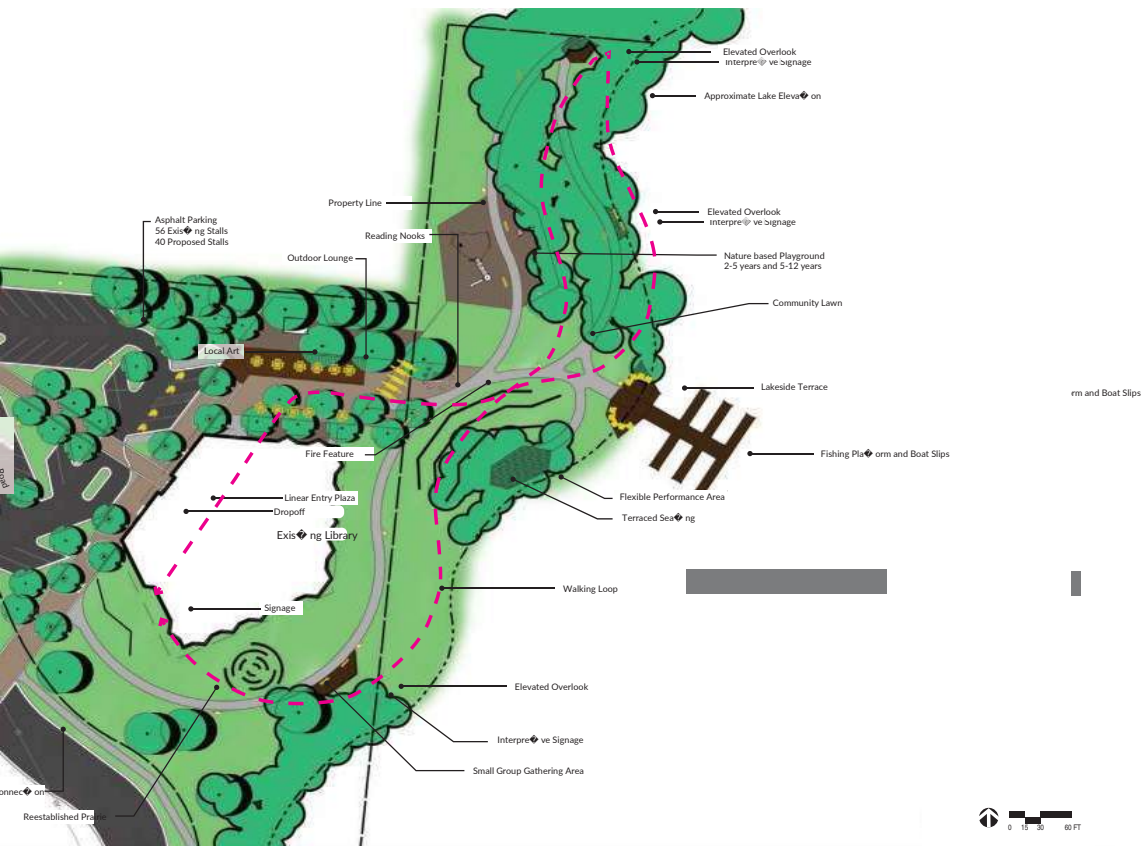 Elevated Overlook
Interpre� ve Signage
Approximate Lake Eleva� on
Property Line
Elevated Overlook
Interpre� ve Signage
Asphalt Parking
56 Exis� ng Stalls
40 Proposed Stalls
Reading Nooks
Outdoor Lounge
Nature based Playground
2-5 years and 5-12 years
Community Lawn
Local Art
Lakeside Terrace
rm and Boat Slips
Fire Feature
Fishing Pla� orm and Boat Slips
Road
Linear Entry Plaza
Flexible Performance Area
Dropoff
Terraced Sea� ng
Exis� ng Library
Walking Loop
Signage
Elevated Overlook
Interpre� ve Signage
Small Group Gathering Area
onnec� on
Reestablished Prairie
0 15 30 60 FT